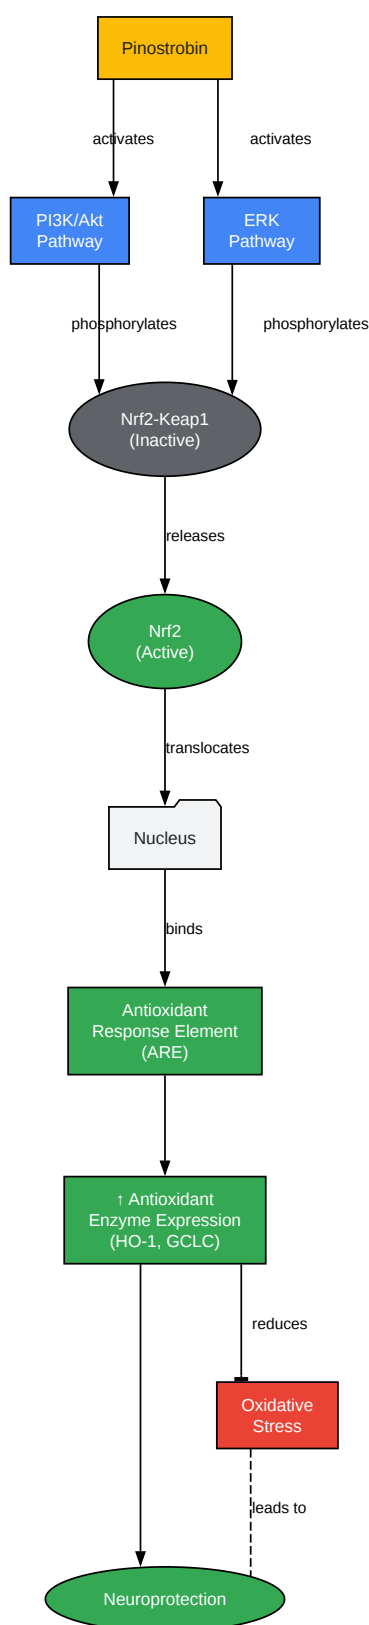 Pinostrobin
activates
activates
PI3K/Akt
Pathway
ERK
Pathway
phosphorylates
phosphorylates
Nrf2-Keap1
(Inactive)
releases
Nrf2
(Active)
translocates
Nucleus
binds
Antioxidant
Response Element
(ARE)
↑ Antioxidant
Enzyme Expression
(HO-1, GCLC)
reduces
Oxidative
Stress
leads to
Neuroprotection